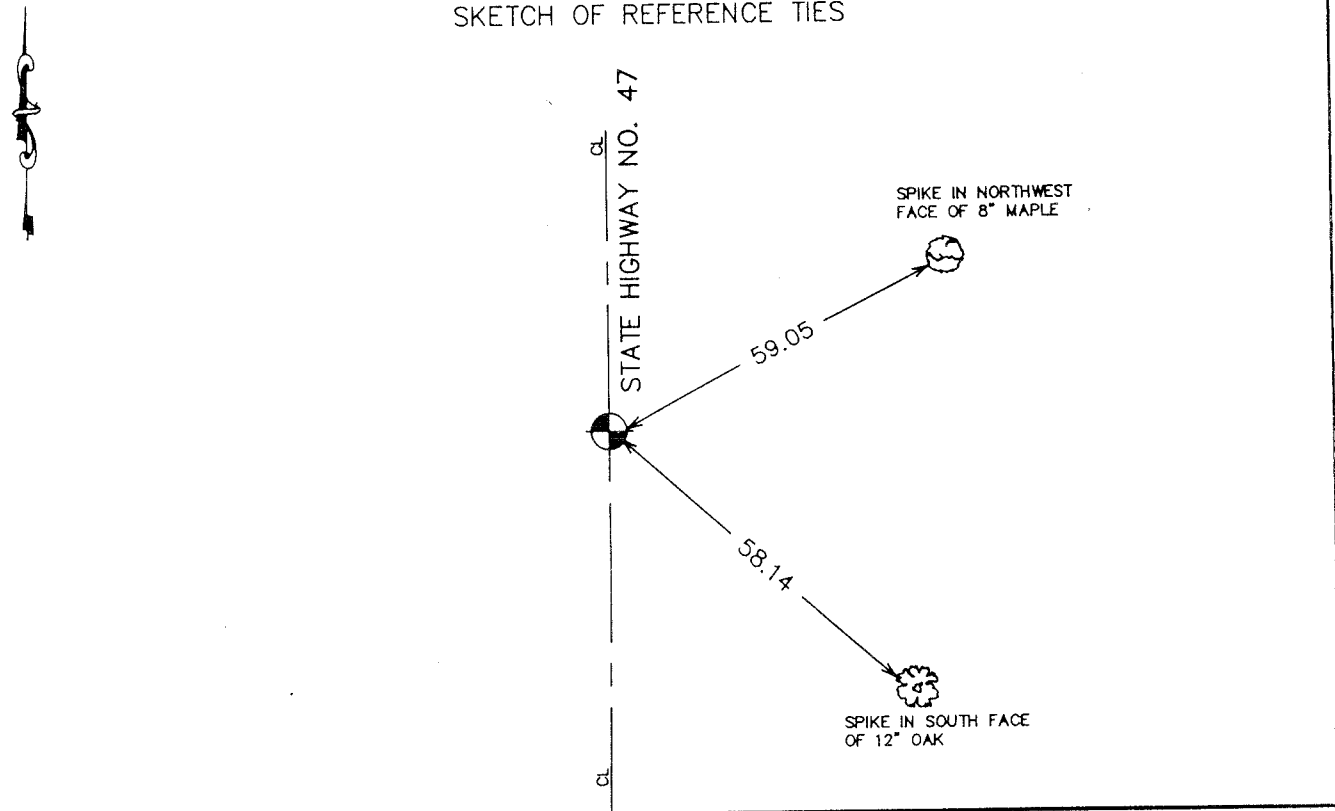 SKETCH OF REFERENCE TIES
CL
STATE HIGHWAY NO. 47
SPIKE IN NORTHWEST
FACE OF 8" MAPLE
59.05
58.14
SPIKE IN SOUTH FACE
OF 12" OAK
CL